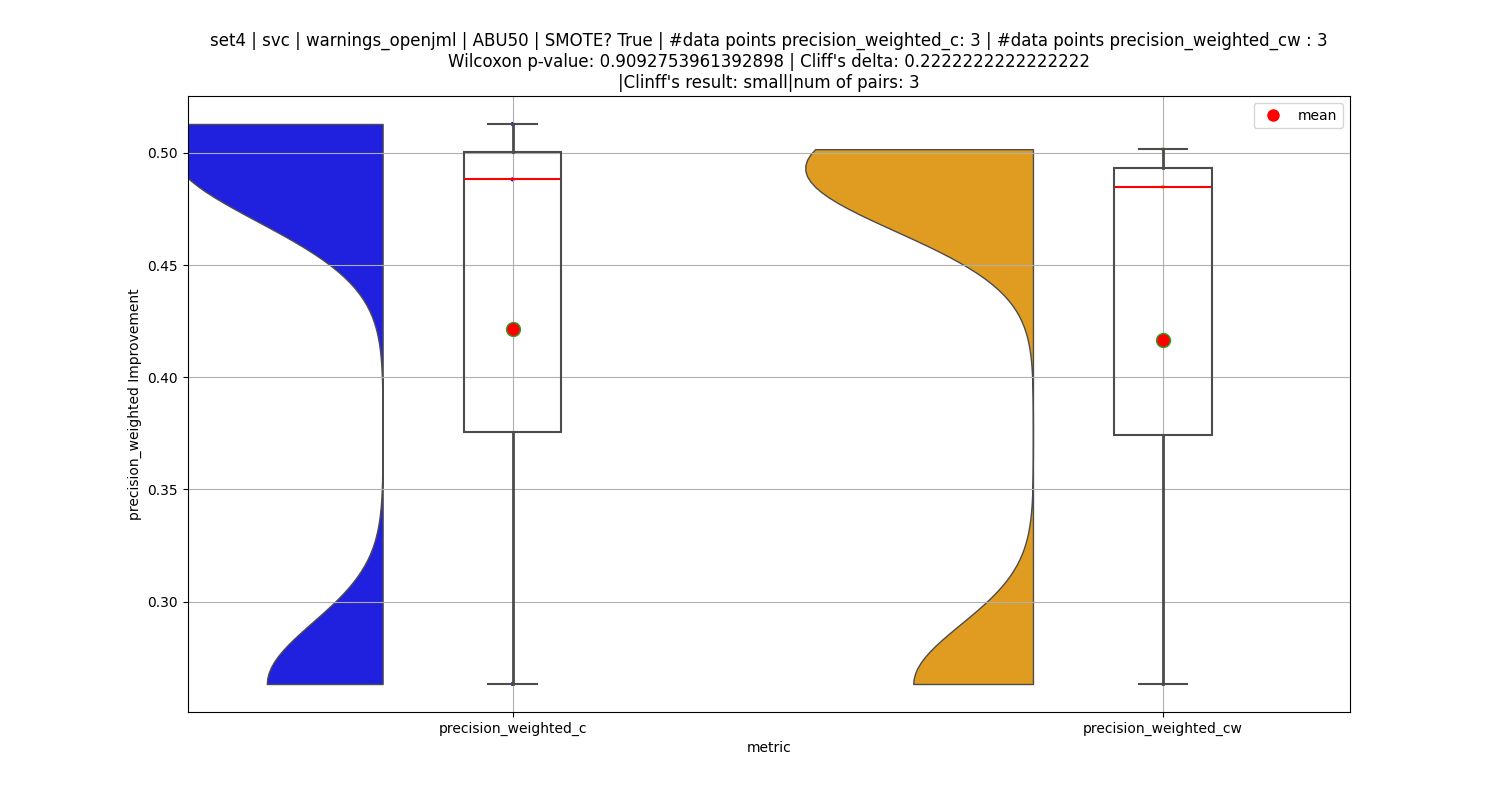 set4 | svc | warnings_openjml | ABU50 | SMOTE? True | #data points precision_weighted_c: 3 | #data points precision_weighted_cw : 3
Wilcoxon p-value: 0.9092753961392898 | Cliff's delta: 0.2222222222222222
|Clinff's result: small|num of pairs: 3
mean
0.50
0.45
0.40
0.35
0.30
precision_weighted Improvement
precision_weighted_c
precision_weighted_cw
metric